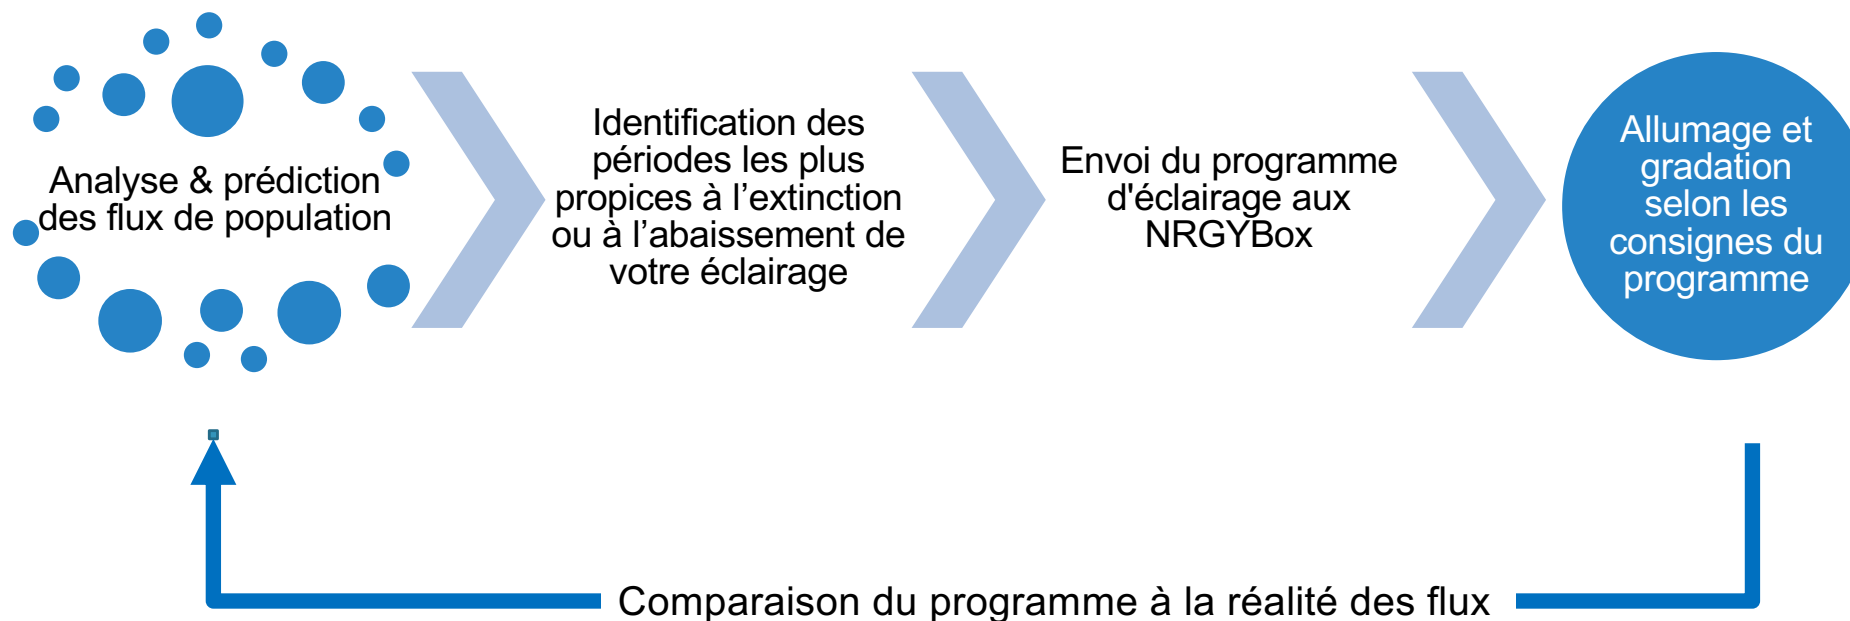 Analyse & prédiction
des flux de population
Identification des
périodes les plus
propices à l’extinction
ou à l’abaissement de
votre éclairage
Envoi du programme
d'éclairage aux
NRGYBox
Allumage et
gradation
selon les
consignes du
programme
Comparaison du programme à la réalité des flux